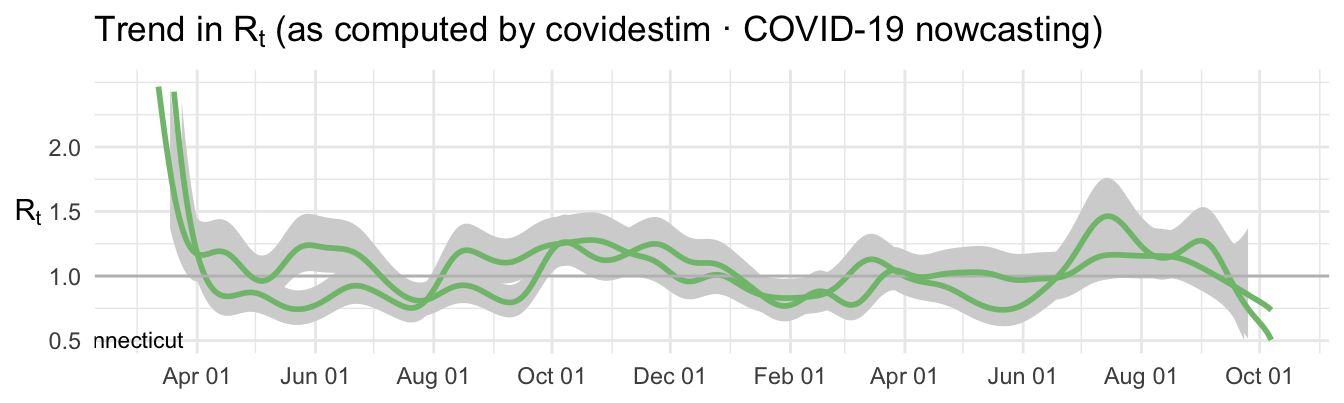 Trend in Rt (as computed by covidestim · COVID-19 nowcasting)
2.0
Rt
1.5
1.0
0.5
nnecticut
Apr 01 Jun 01 Aug 01 Oct 01 Dec 01 Feb 01 Apr 01 Jun 01 Aug 01 Oct 01